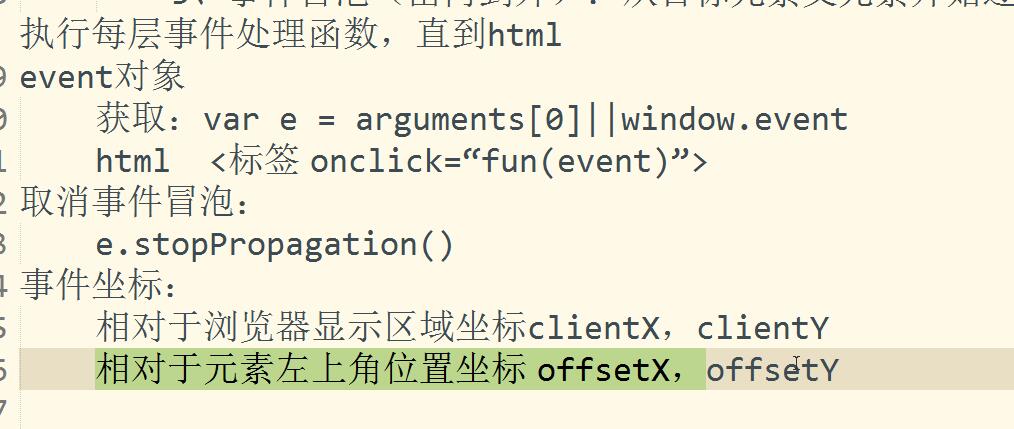 事件冒泡（由内到外）：从目标元素父元素开始
执行每层事件处理函数，直到html
event对象
获取：var e = arguments[0]||window.event
html <标签 onclick=“fun(event)”>
取消事件冒泡：
e.stopPropagation()
事件坐标：
相对于浏览器显示区域坐标clientX，clientY
相对于元素左上角位置坐标 offsetX，offsetY